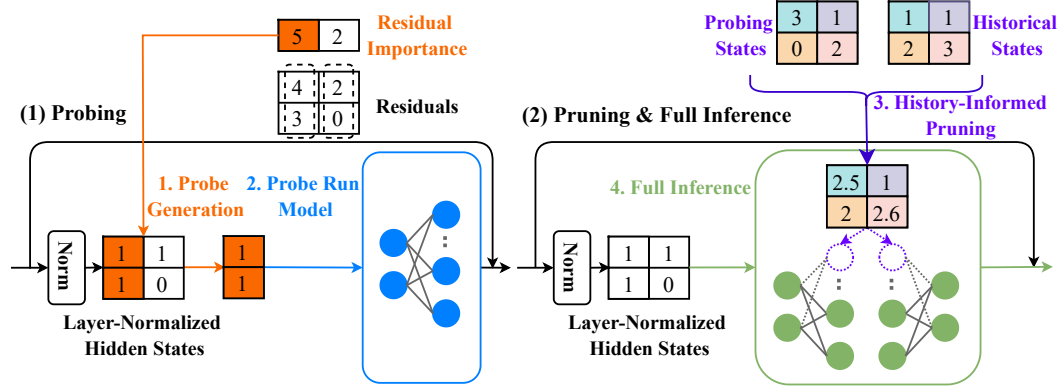 5 2
Residual
Importance
4 2
3 0
Residuals
(1) Probing
1. Probe
Generation
2. Probe Run
Model
Norm
1 1
1 0
1
1
Layer-Normalized
Hidden States
Probing
States
3 1
0 2
1 1
2 3
Historical
States
3. History-Informed
Pruning
(2) Pruning & Full Inference
4. Full Inference
2.5 1
2 2.6
Norm
1 1
1 0
Layer-Normalized
Hidden States